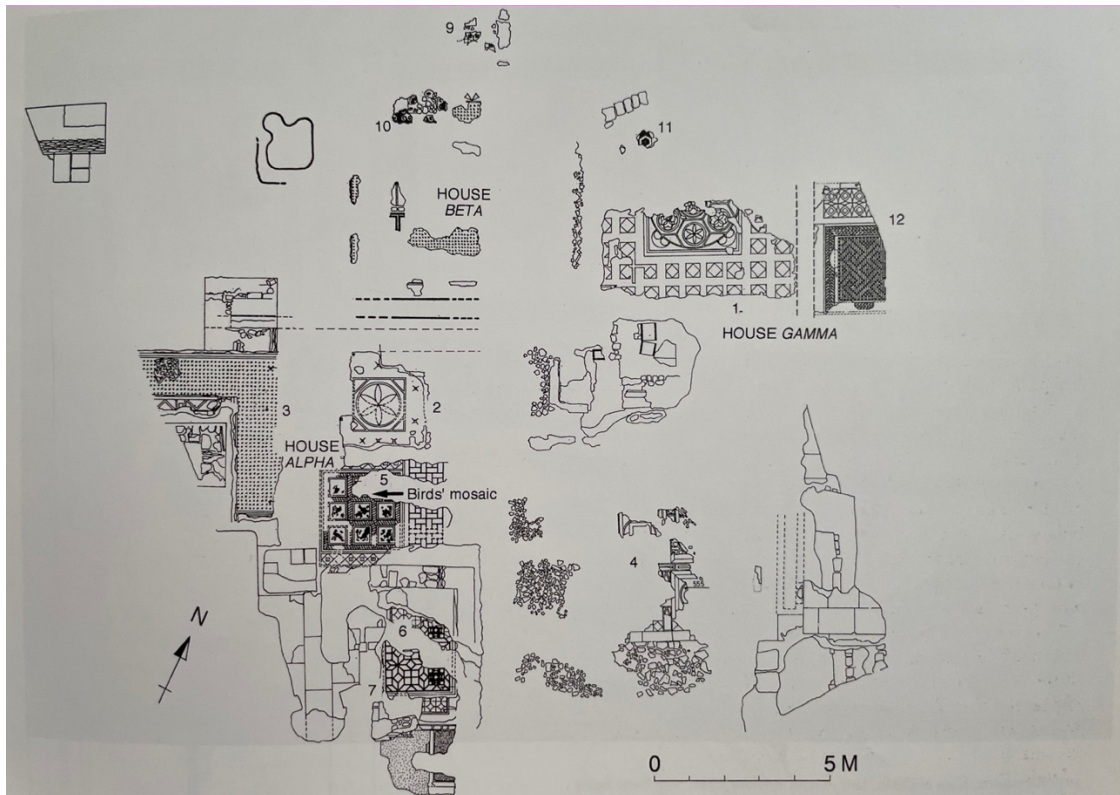 9
10
11
HOUSE
BETA
12
1-
HOUSE GAMMA
3
2
HOUSE
ALPHA
5
Birds' mosaic
4
N
6
7
0 5 M